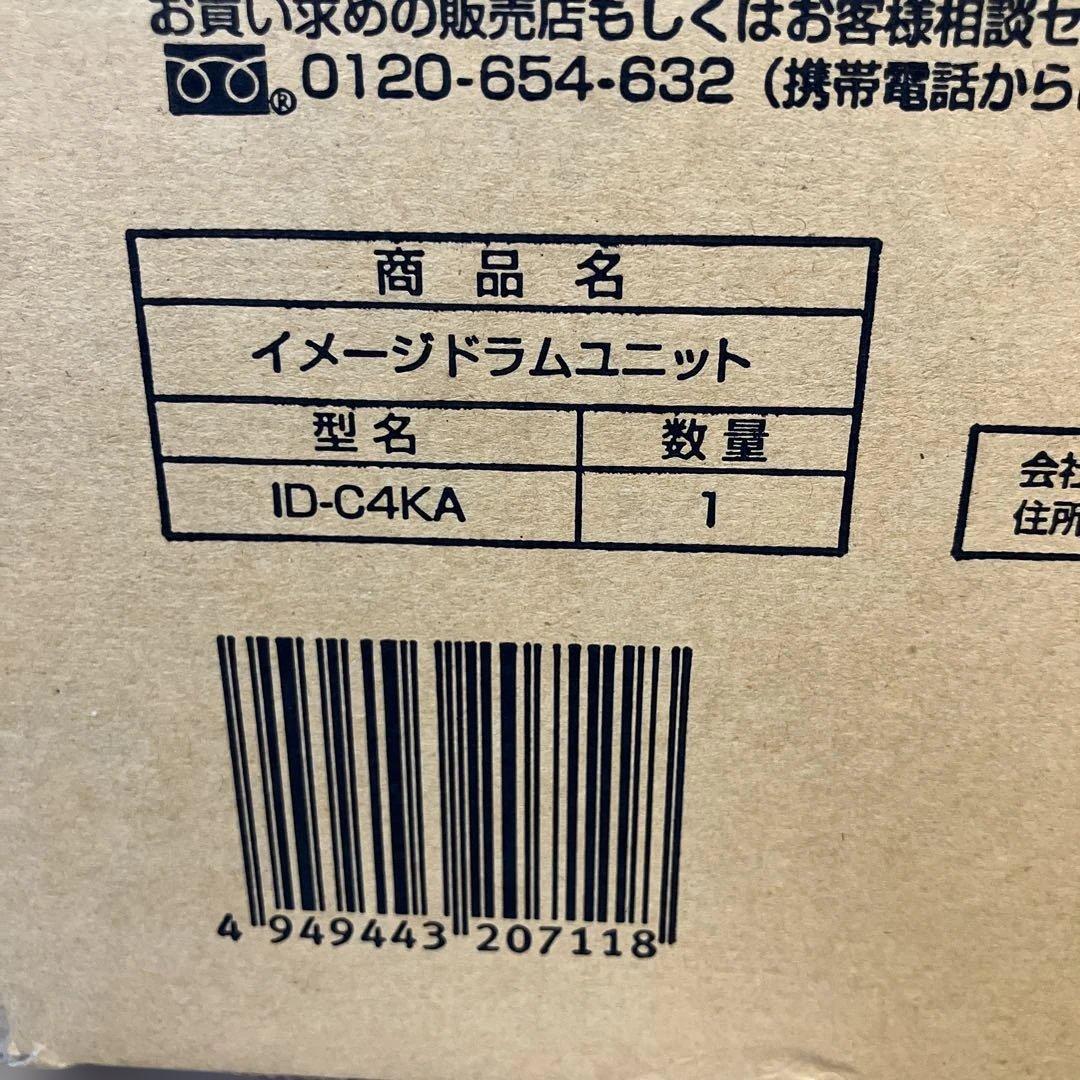 お買い求めの販売店もしくはお客様相談セ
® 0120-654-632（携帯電話から
商品名
イメージドラムユニット
型名 数量
ID-C4KA 1
会社
住所
4 949443 207118